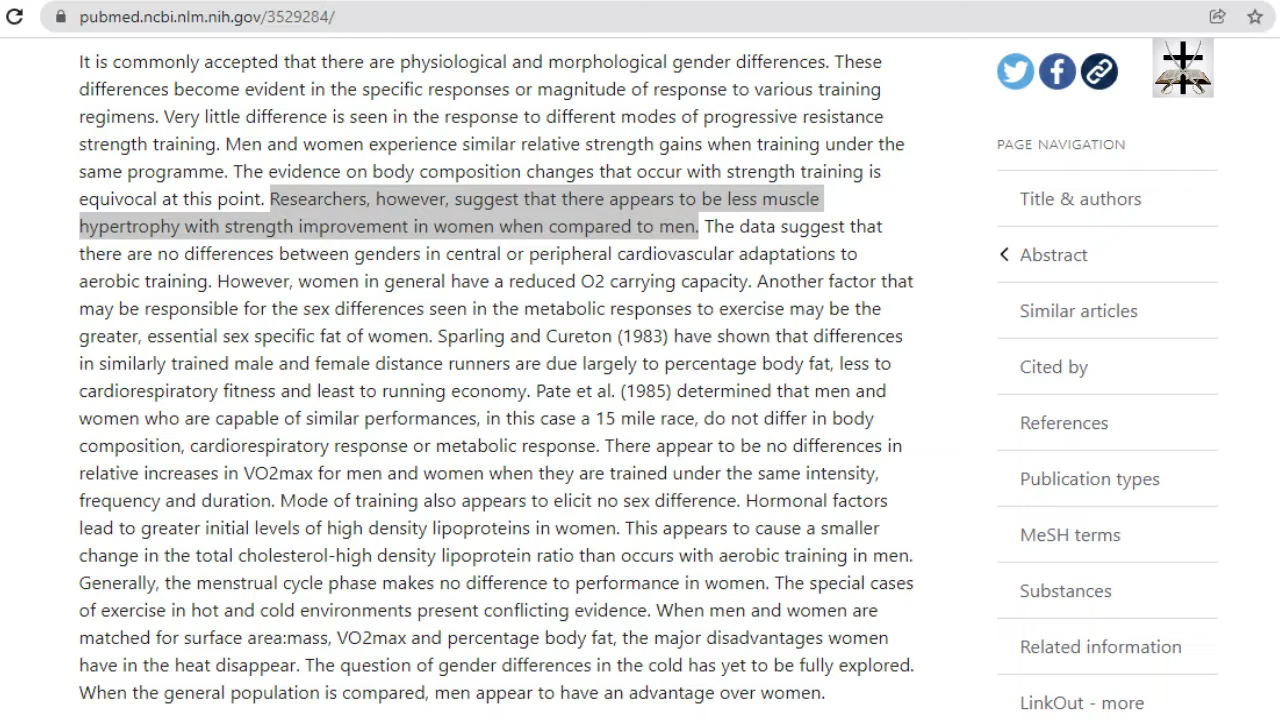 pubmed.ncbi.nlm.nih.gov/3529284/
It is commonly accepted that there are physiological and morphological gender differences. These
differences become evident in the specific responses or magnitude of response to various training
regimens. Very little difference is seen in the response to different modes of progressive resistance
strength training. Men and women experience similar relative strength gains when training under the
same programme. The evidence on body composition changes that occur with strength training is
equivocal at this point. Researchers, however, suggest that there appears to be less muscle
hypertrophy with strength improvement in women when compared to men. The data suggest that
there are no differences between genders in central or peripheral cardiovascular adaptations to
aerobic training. However, women in general have a reduced O2 carrying capacity. Another factor that
may be responsible for the sex differences seen in the metabolic responses to exercise may be the
greater, essential sex specific fat of women. Sparling and Cureton (1983) have shown that differences
in similarly trained male and female distance runners are due largely to percentage body fat, less to
cardiorespiratory fitness and least to running economy. Pate et al. (1985) determined that men and
women who are capable of similar performances, in this case a 15 mile race, do not differ in body
composition, cardiorespiratory response or metabolic response. There appear to be no differences in
relative increases in VO2max for men and women when they are trained under the same intensity,
frequency and duration. Mode of training also appears to elicit no sex difference. Hormonal factors
lead to greater initial levels of high density lipoproteins in women. This appears to cause a smaller
change in the total cholesterol-high density lipoprotein ratio than occurs with aerobic training in men.
Generally, the menstrual cycle phase makes no difference to performance in women. The special cases
of exercise in hot and cold environments present conflicting evidence. When men and women are
matched for surface area:mass, VO2max and percentage body fat, the major disadvantages women
have in the heat disappear. The question of gender differences in the cold has yet to be fully explored.
When the general population is compared, men appear to have an advantage over women.
PAGE NAVIGATION
Title & authors
Abstract
Similar articles
Cited by
References
Publication types
MeSH terms
Substances
Related information
LinkOut - more